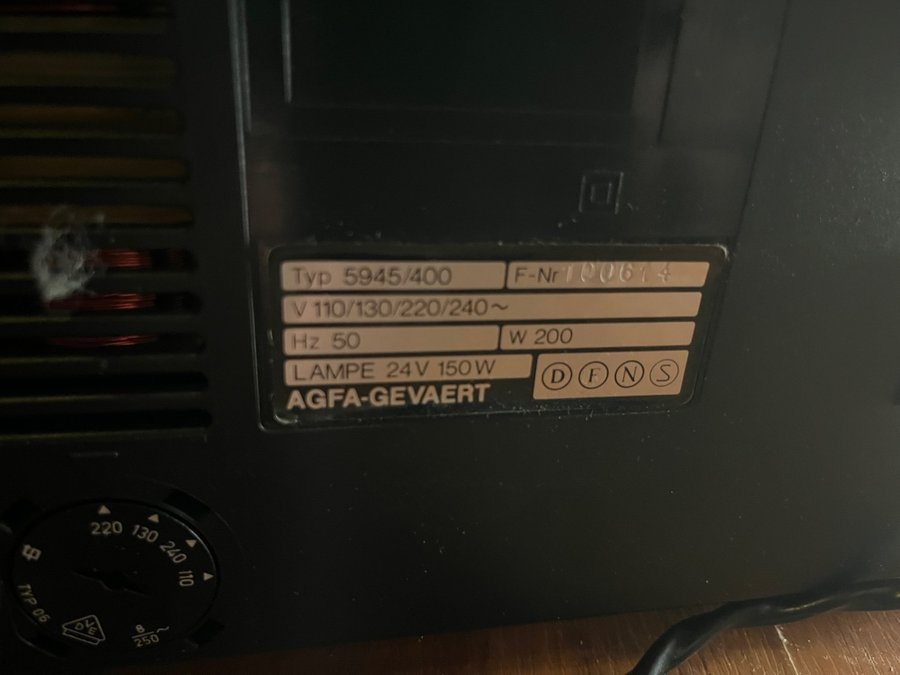 Typ 5945/400 F-Nr 100614
V 110/130/220/240~
Hz 50 W 200
LAMPE 24V 150W
AGFA-GEVAERT D F N S
220 130 240 110
TYP 06
8/250~